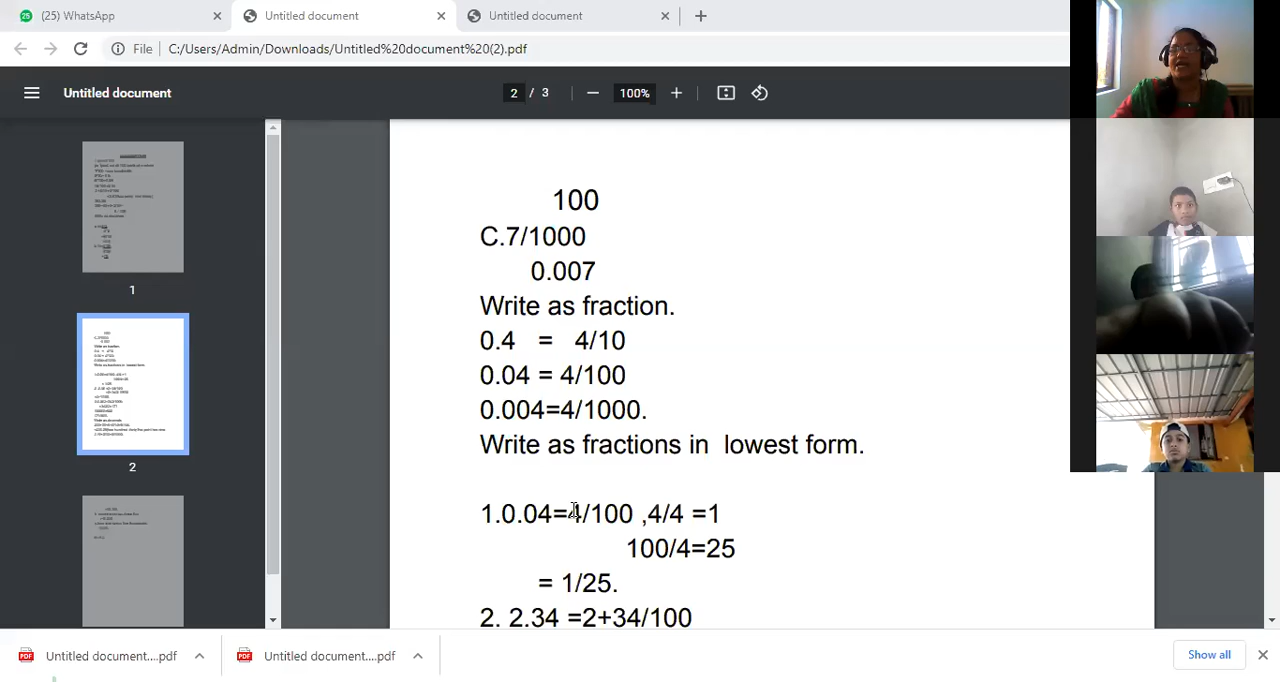 (25) WhatsApp
Untitled document
Untitled document
File C:/Users/Admin/Downloads/Untitled%20document%20(2).pdf
Untitled document
2 / 3
100%
1
2
100
C.7/1000
0.007
Write as fraction.
0.4 = 4/10
0.04 = 4/100
0.004=4/1000.
Write as fractions in lowest form.
1.0.04=4/100 ,4/4 =1
100/4=25
= 1/25.
2. 2.34 =2+34/100
Untitled document....pdf
Untitled document....pdf
Show all